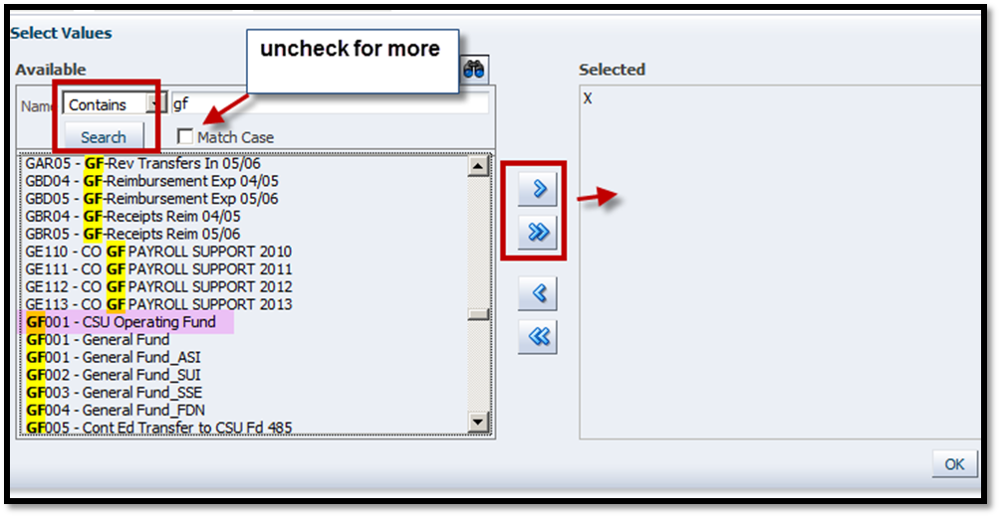 Select Values
uncheck for more
Available
Selected
Name Contains gf
X
Search Match Case
GAR05 - GF-Rev Transfers In 05/06
GBD04 - GF-Reimbursement Exp 04/05
GBD05 - GF-Reimbursement Exp 05/06
GBR04 - GF-Receipts Reim 04/05
GBR05 - GF-Receipts Reim 05/06
GE110 - CO GF PAYROLL SUPPORT 2010
GE111 - CO GF PAYROLL SUPPORT 2011
GE112 - CO GF PAYROLL SUPPORT 2012
GE113 - CO GF PAYROLL SUPPORT 2013
GF001 - CSU Operating Fund
GF001 - General Fund
GF001 - General Fund_ASI
GF002 - General Fund_SUI
GF003 - General Fund_SSE
GF004 - General Fund_FDN
GF005 - Cont Ed Transfer to CSU Fd 485
OK